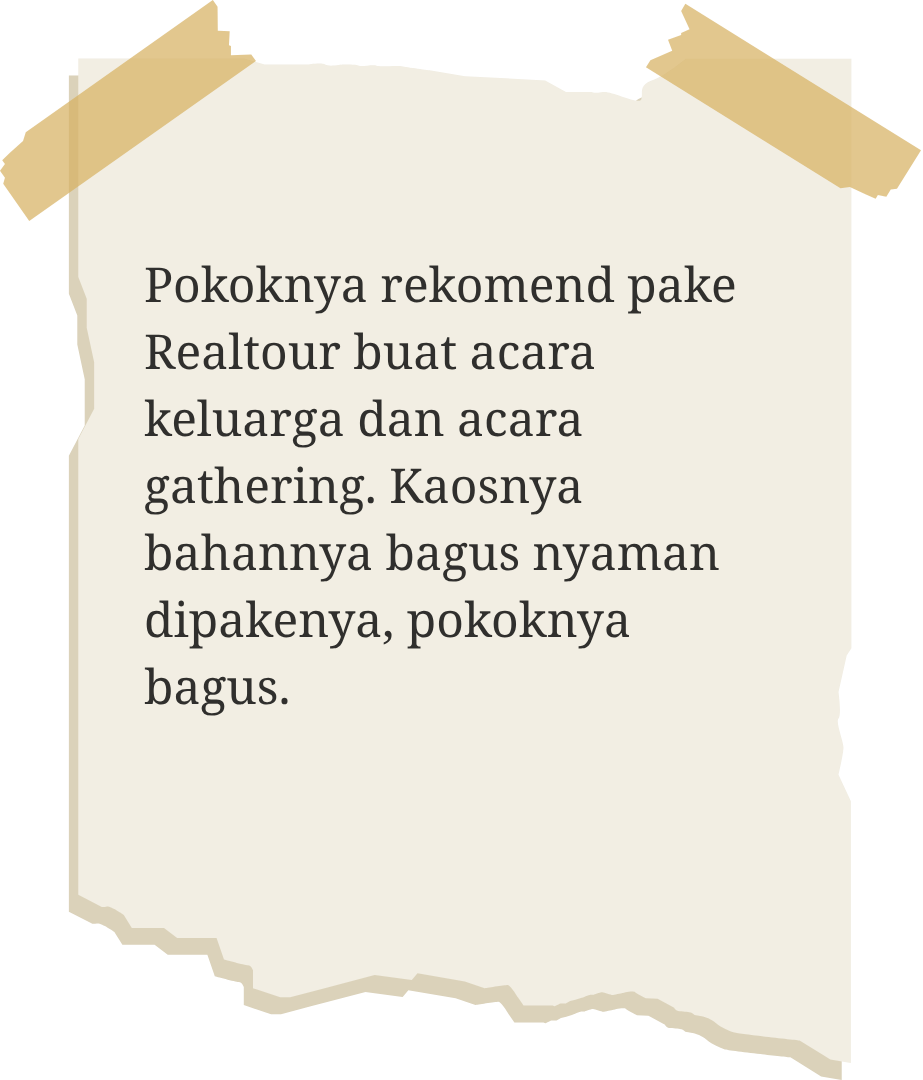 Pokoknya rekomend pake
Realtour buat acara
keluarga dan acara
gathering. Kaosnya
bahannya bagus nyaman
dipakenya, pokoknya
bagus.